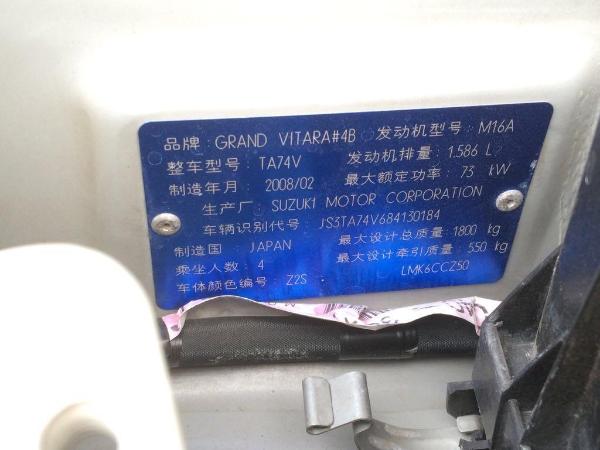 品牌: GRAND VITARA#4B 发动机型号: M16A
整车型号: TA74V 发动机排量: 1.586 L
制造年月: 2008/02 最大额定功率: 73 kW
生产厂: SUZUKI MOTOR CORPORATION
车辆识别代号: JS3TA74V684130184
制造国 JAPAN 最大设计总质量: 1800 kg
乘坐人数: 4 最大设计牵引质量: 550 kg
车体颜色编号: Z2S LMK6CCZ50